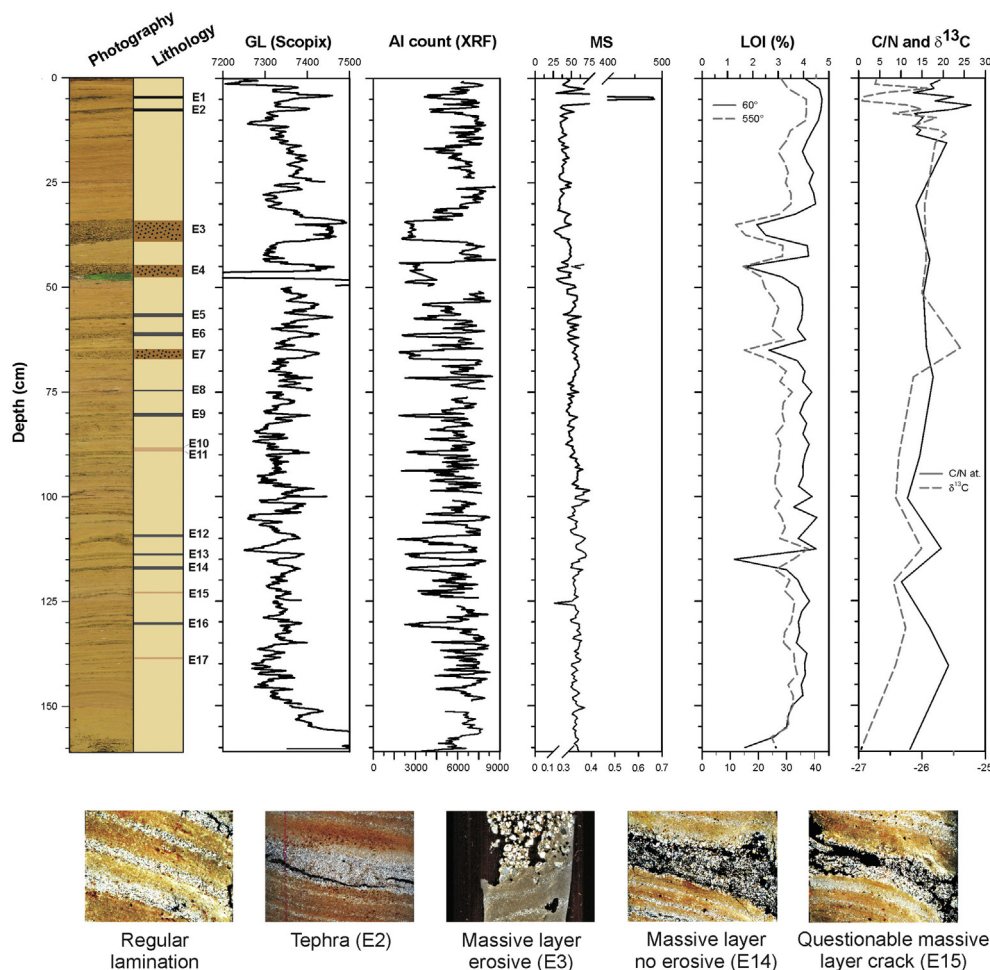 Photography
Lithology
GL (Scopix)
Al count (XRF)
MS
LOI (%)
C/N and δ13C
7200 7300 7400 7500
0 25 50 75 400 500
0 1 2 3 4 5
0 5 10 15 20 25 30
0
25
50
75
100
125
150
Depth (cm)
E1
E2
E3
E4
E5
E6
E7
E8
E9
E10
E11
E12
E13
E14
E15
E16
E17
60°
550°
C/N at.
δ13C
7200 7300 7400 7500
0 3000 6000 9000
0 0.1 0.3 0.4 0.5 0.6 0.7
0 10 20 30 40 45
-27 -26 -25
Regular
lamination
Tephra (E2)
Massive layer
erosive (E3)
Massive layer
no erosive (E14)
Questionable massive
layer crack (E15)